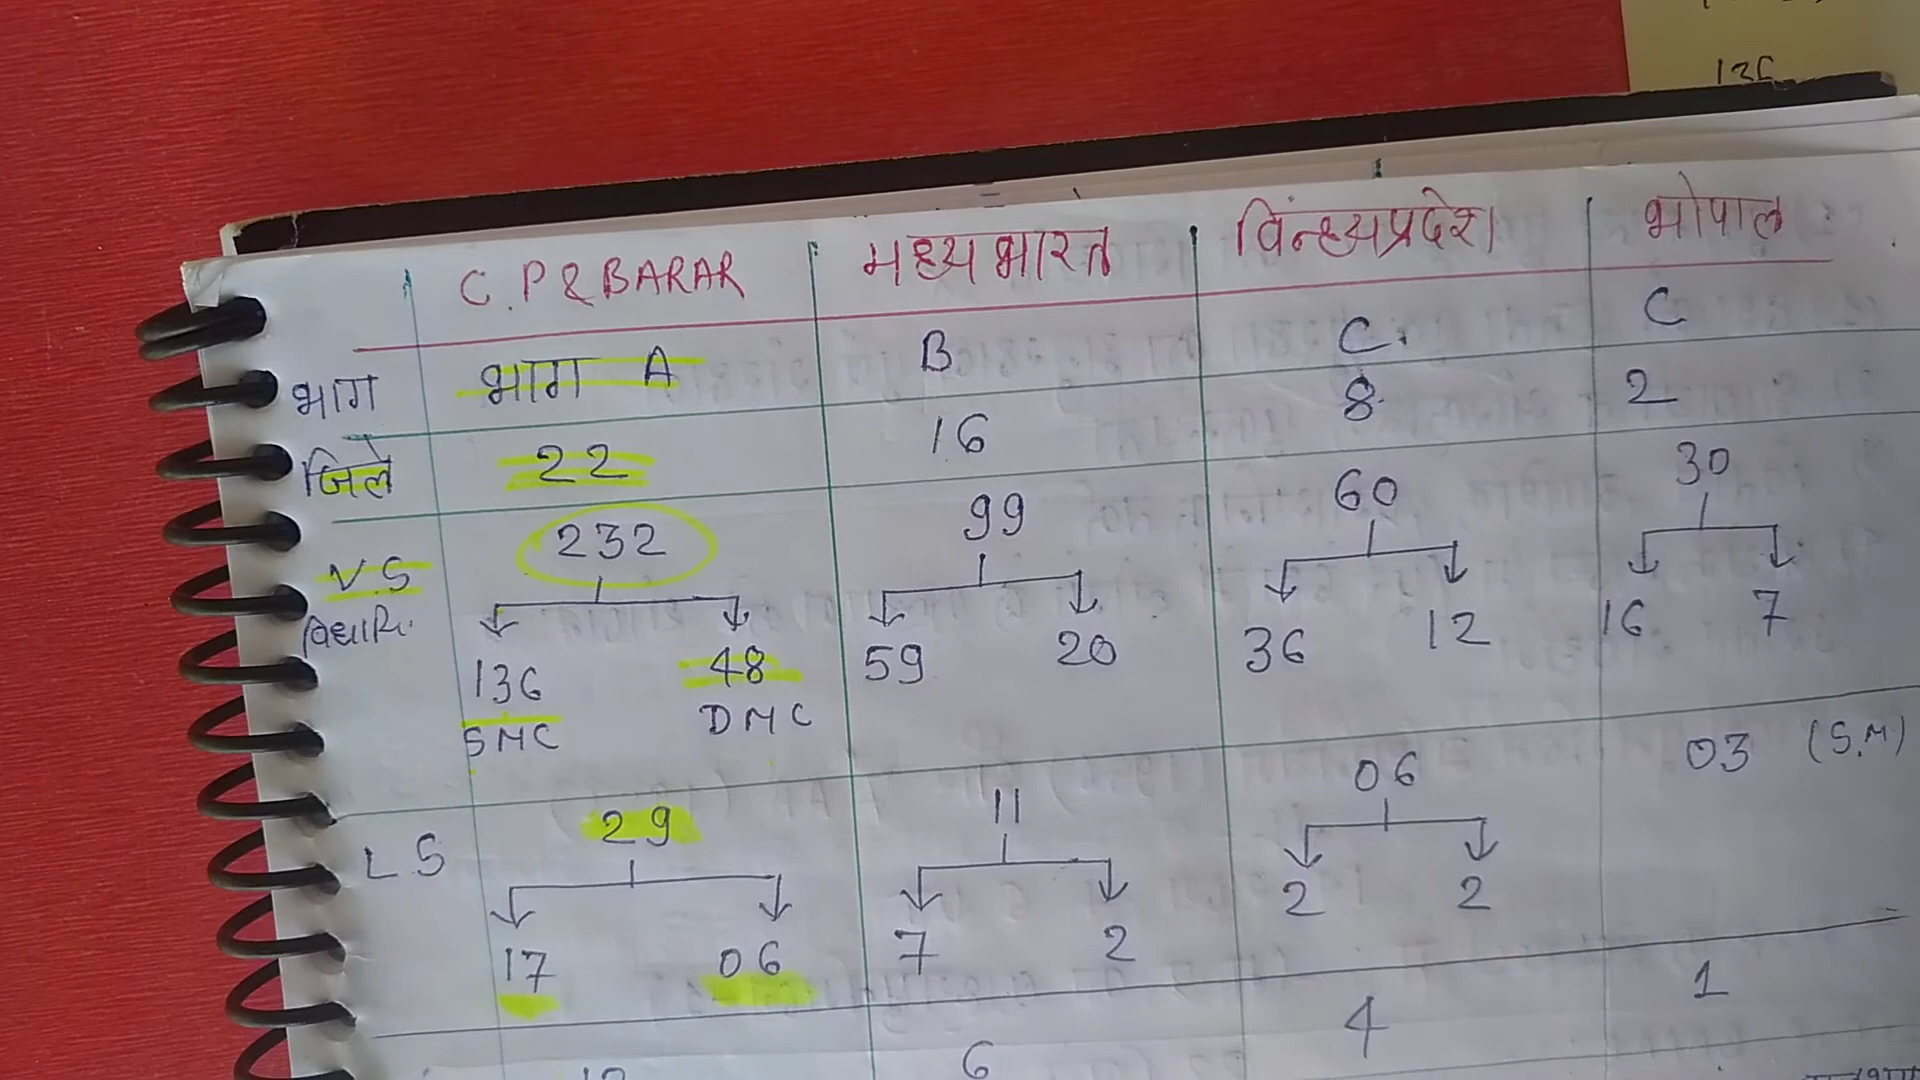 136
C.P & BARAR मध्य भारत विन्ध्यप्रदेश भोपाल
भाग भाग A B C. C
जिले 22 16 8 2
V.S 232 99 60 30
विधानि.
136 48 59 20 36 12 16 7
SMC DMC
L S 29 11 06 03 (S.M)
17 06 7 2 2 2
6 4 1